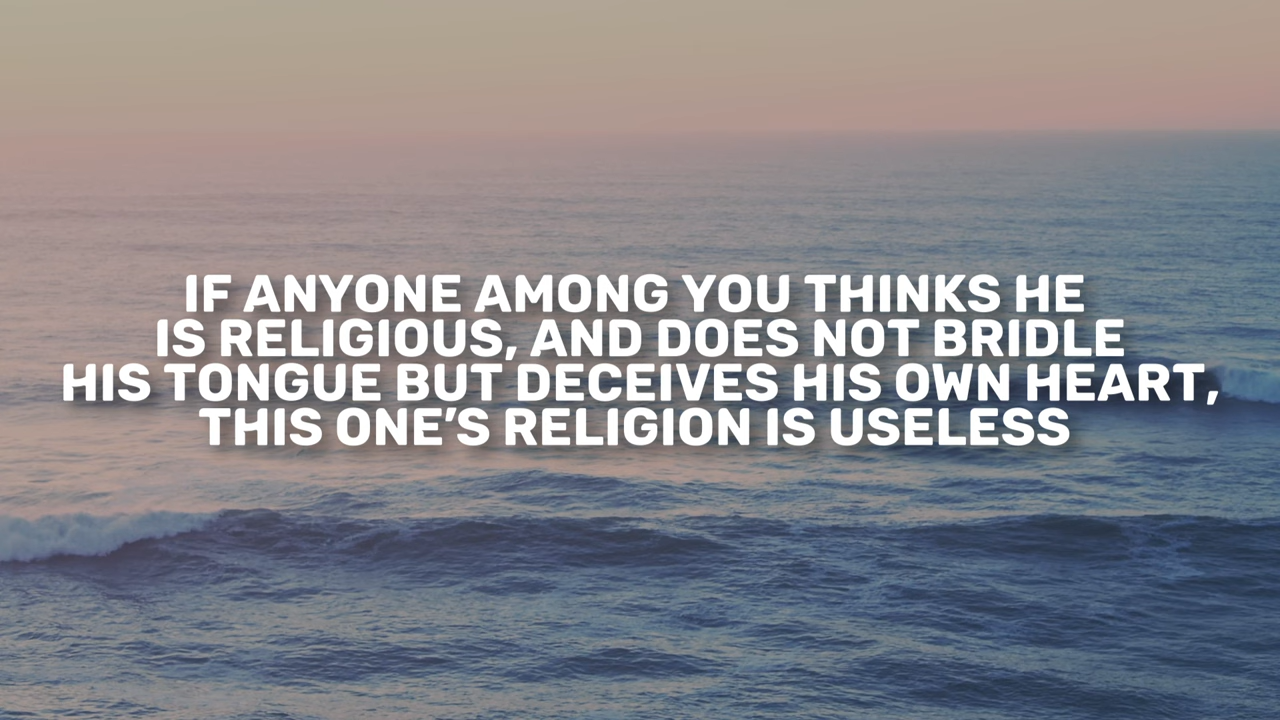 IF ANYONE AMONG YOU THINKS HE
IS RELIGIOUS, AND DOES NOT BRIDLE
HIS TONGUE BUT DECEIVES HIS OWN HEART,
THIS ONE’S RELIGION IS USELESS